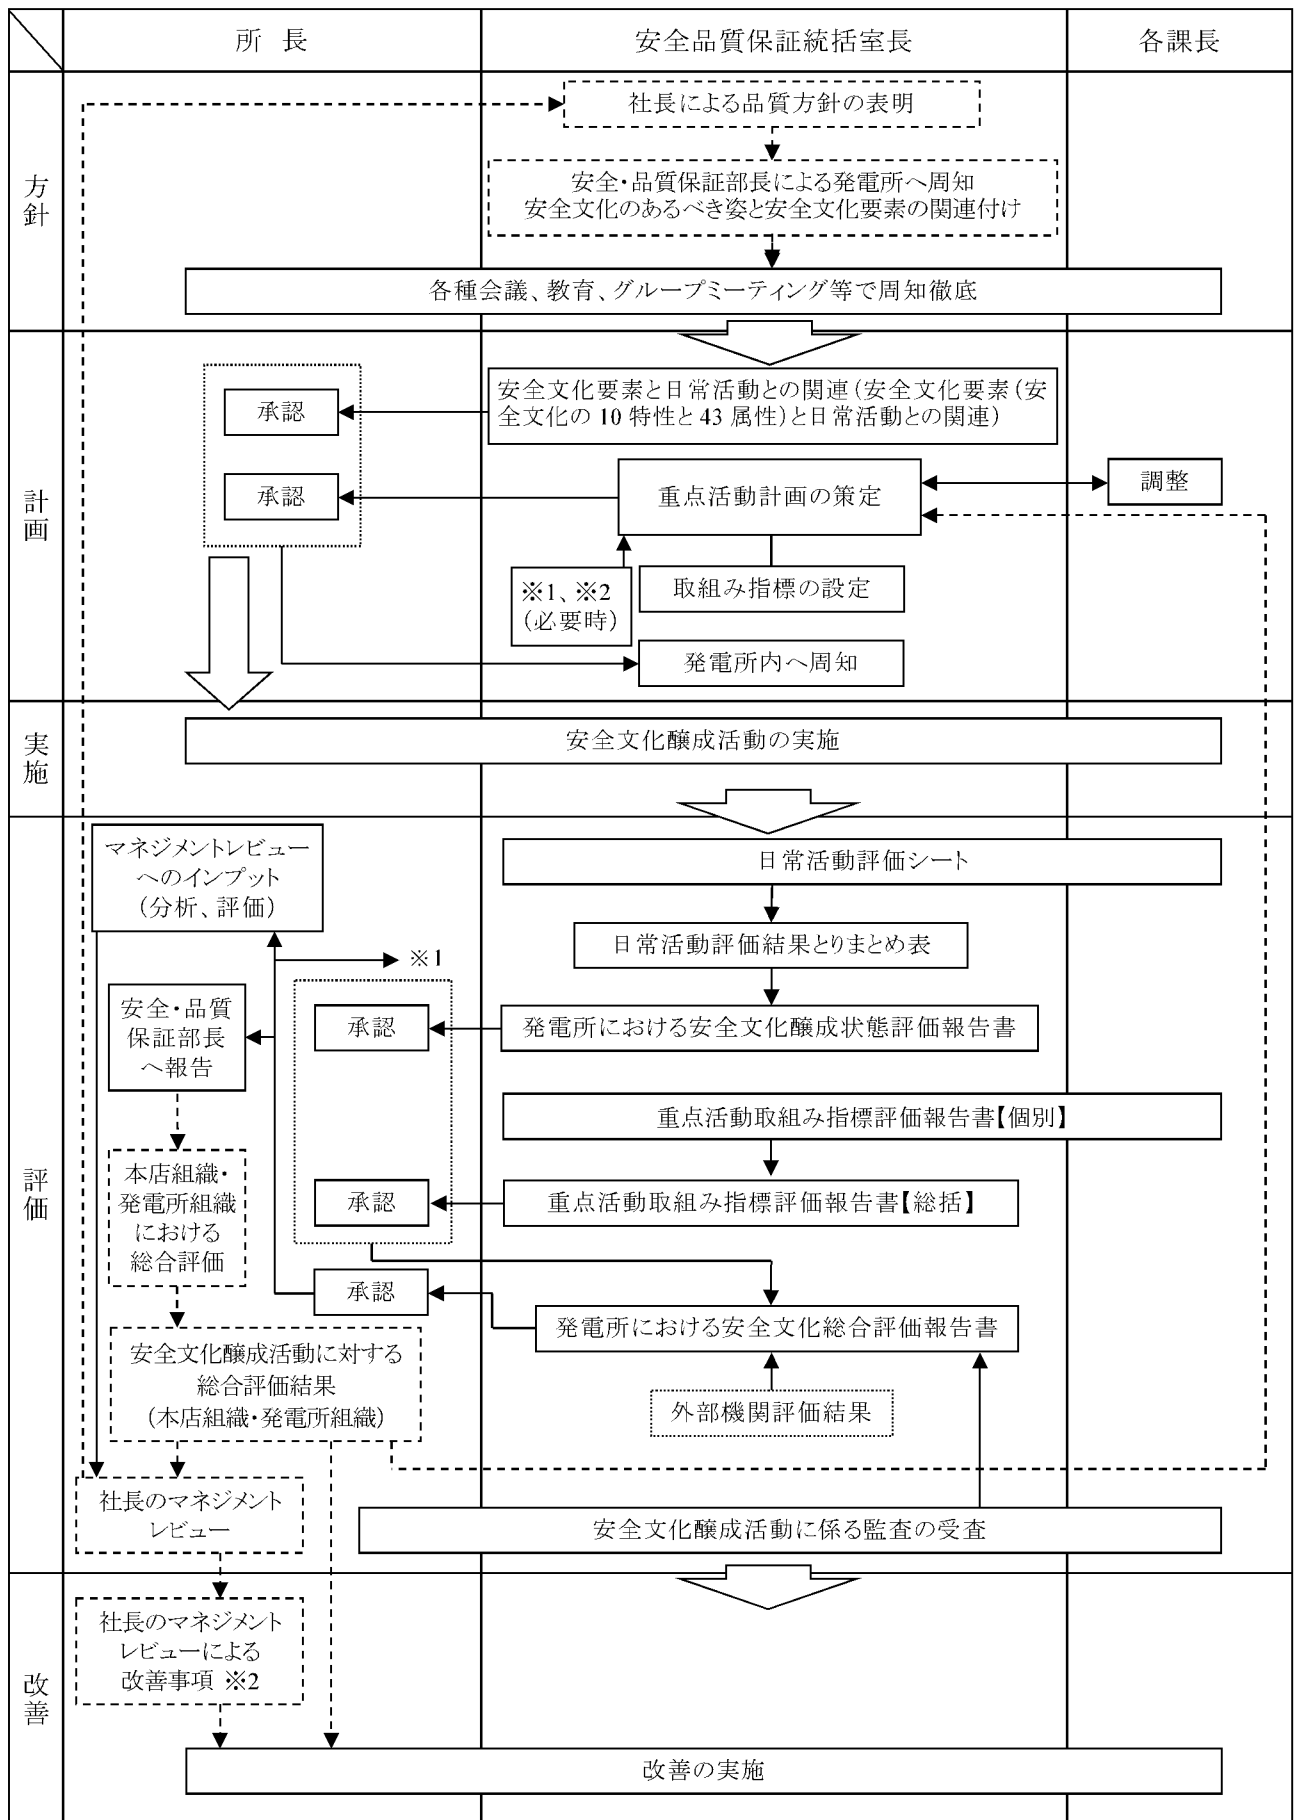 所 長
安全品質保証統括室長
各課長
方針
社長による品質方針の表明
安全・品質保証部長による発電所へ周知
安全文化のあるべき姿と安全文化要素の関連付け
各種会議、教育、グループミーティング等で周知徹底
計画
承認
安全文化要素と日常活動との関連(安全文化要素(安
全文化の 10 特性と 43 属性)と日常活動との関連)
承認
重点活動計画の策定
調整
※1、※2
(必要時)
取組み指標の設定
発電所内へ周知
実施
安全文化醸成活動の実施
評価
マネジメントレビュー
へのインプット
(分析、評価)
日常活動評価シート
日常活動評価結果とりまとめ表
※1
安全・品質
保証部長
へ報告
承認
発電所における安全文化醸成状態評価報告書
重点活動取組み指標評価報告書【個別】
本店組織・
発電所組織
における
総合評価
承認
重点活動取組み指標評価報告書【総括】
承認
発電所における安全文化総合評価報告書
安全文化醸成活動に対する
総合評価結果
(本店組織・発電所組織)
外部機関評価結果
社長のマネジメント
レビュー
安全文化醸成活動に係る監査の受査
改善
社長のマネジメント
レビューによる
改善事項 ※2
改善の実施